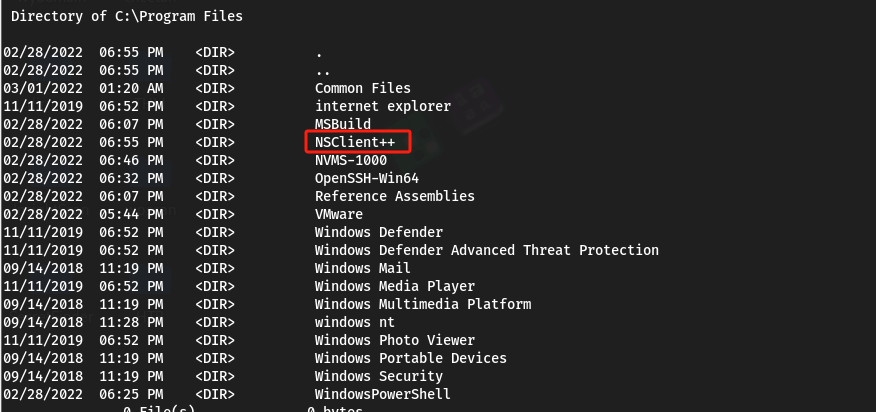 Directory of C:\Program Files
02/28/2022  06:55 PM    <DIR>          .
02/28/2022  06:55 PM    <DIR>          ..
03/01/2022  01:20 AM    <DIR>          Common Files
11/11/2019  06:52 PM    <DIR>          internet explorer
02/28/2022  06:07 PM    <DIR>          MSBuild
02/28/2022  06:55 PM    <DIR>          NSClient++
02/28/2022  06:46 PM    <DIR>          NVMS-1000
02/28/2022  06:32 PM    <DIR>          OpenSSH-Win64
02/28/2022  06:07 PM    <DIR>          Reference Assemblies
02/28/2022  05:44 PM    <DIR>          VMware
11/11/2019  06:52 PM    <DIR>          Windows Defender
11/11/2019  06:52 PM    <DIR>          Windows Defender Advanced Threat Protection
09/14/2018  11:19 PM    <DIR>          Windows Mail
11/11/2019  06:52 PM    <DIR>          Windows Media Player
09/14/2018  11:19 PM    <DIR>          Windows Multimedia Platform
09/14/2018  11:28 PM    <DIR>          windows nt
11/11/2019  06:52 PM    <DIR>          Windows Photo Viewer
09/14/2018  11:19 PM    <DIR>          Windows Portable Devices
09/14/2018  11:19 PM    <DIR>          Windows Security
02/28/2022  06:25 PM    <DIR>          WindowsPowerShell
0 File(s)              0 bytes